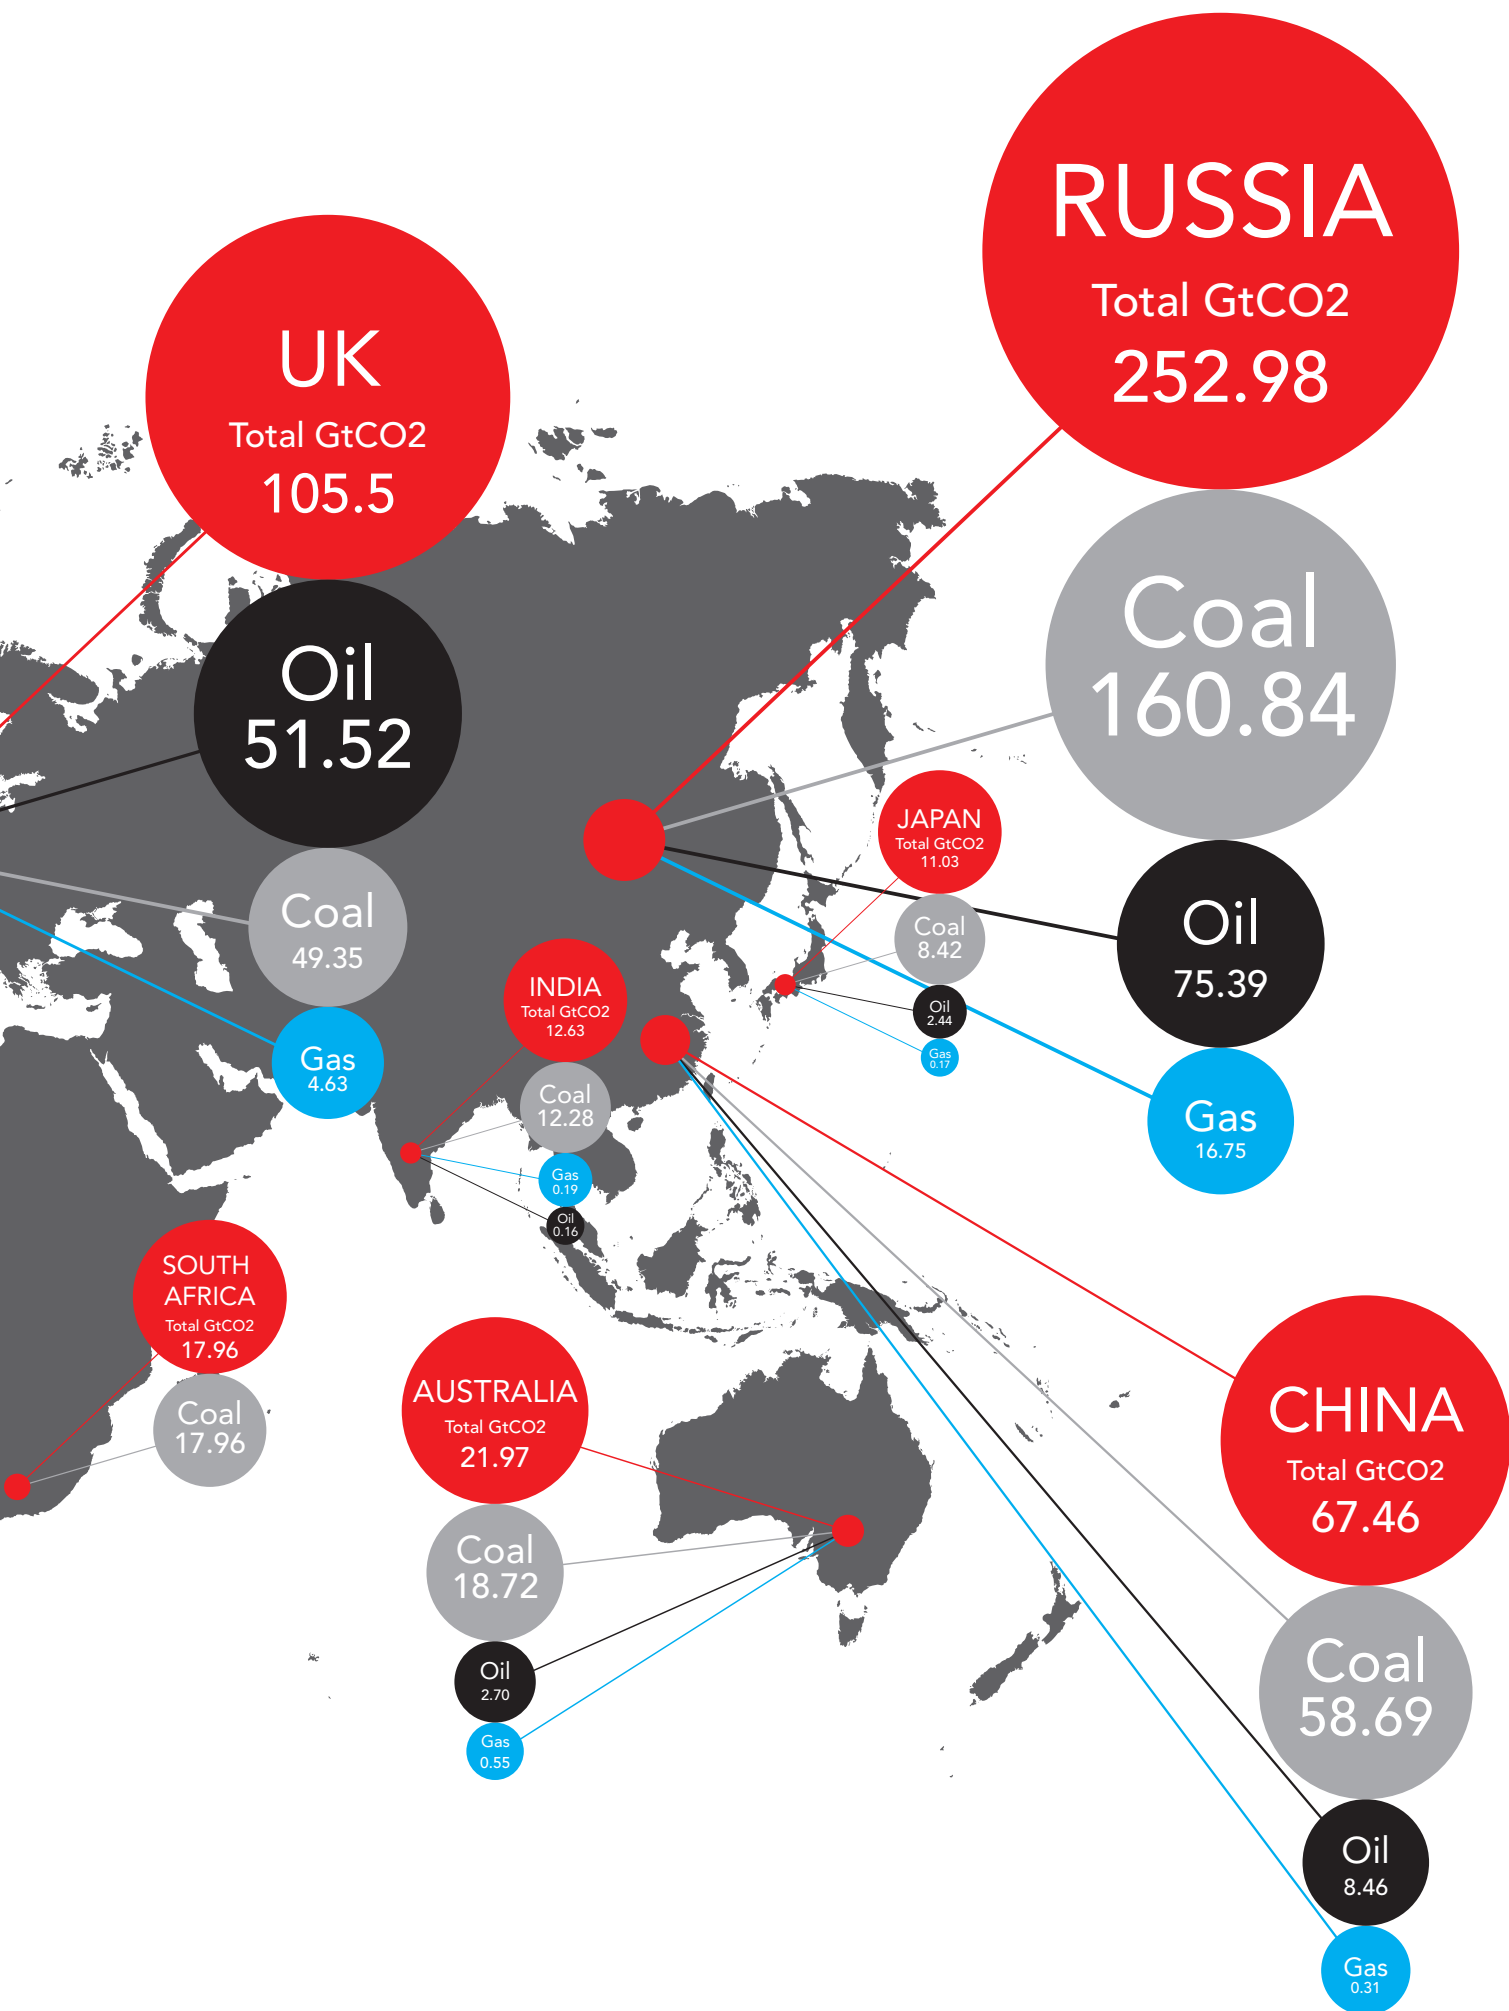 RUSSIA
Total GtCO2
252.98
Coal
160.84
Oil
75.39
Gas
16.75
UK
Total GtCO2
105.5
Oil
51.52
Coal
49.35
Gas
4.63
JAPAN
Total GtCO2
11.03
Coal
8.42
Oil
2.44
Gas
0.17
INDIA
Total GtCO2
12.63
Coal
12.28
Gas
0.19
Oil
0.16
SOUTH
AFRICA
Total GtCO2
17.96
Coal
17.96
AUSTRALIA
Total GtCO2
21.97
Coal
18.72
Oil
2.70
Gas
0.55
CHINA
Total GtCO2
67.46
Coal
58.69
Oil
8.46
Gas
0.31